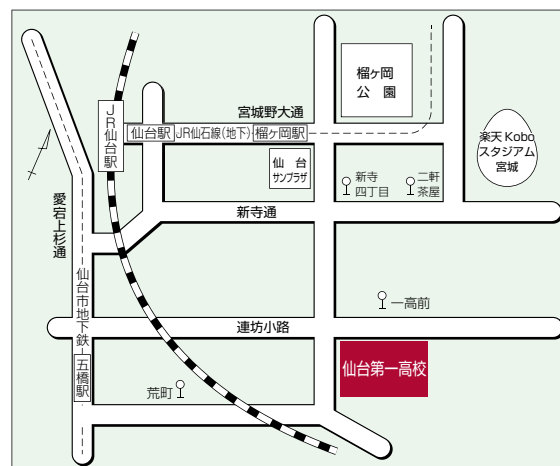 榴ヶ岡
公園
宮城野大通
JR仙台駅
仙台駅
JR仙石線(地下)
榴ヶ岡駅
楽天Kobo
スタジアム
宮城
仙台
サンプラザ
新寺
四丁目
二軒
茶屋
愛宕上杉通
新寺通
仙台市地下鉄
一高前
連坊小路
五橋駅
仙台第一高校
荒町